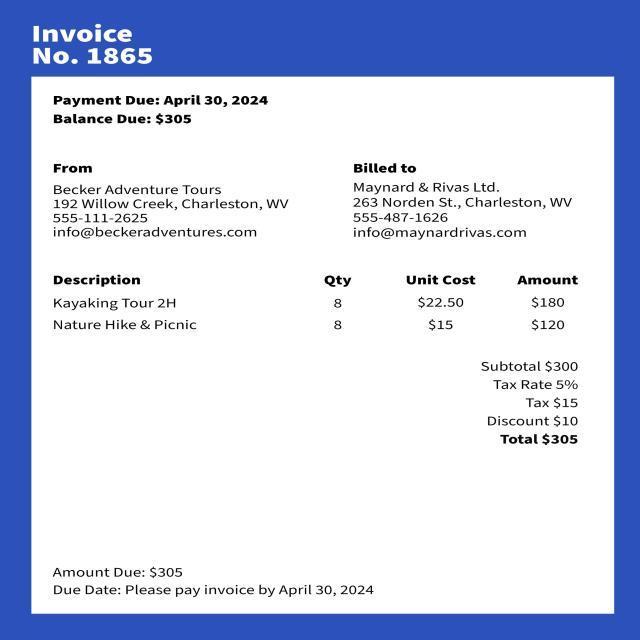 Invoice
No. 1865
Payment Due: April 30, 2024
Balance Due: $305
From
Becker Adventure Tours
192 Willow Creek, Charleston, WV
555-111-2625
info@beckeradventures.com
Billed to
Maynard & Rivas Ltd.
263 Norden St., Charleston, WV
555-487-1626
info@maynardrivas.com
Description Qty Unit Cost Amount
Kayaking Tour 2H 8 $22.50 $180
Nature Hike & Picnic 8 $15 $120
Subtotal $300
Tax Rate 5%
Tax $15
Discount $10
Total $305
Amount Due: $305
Due Date: Please pay invoice by April 30, 2024